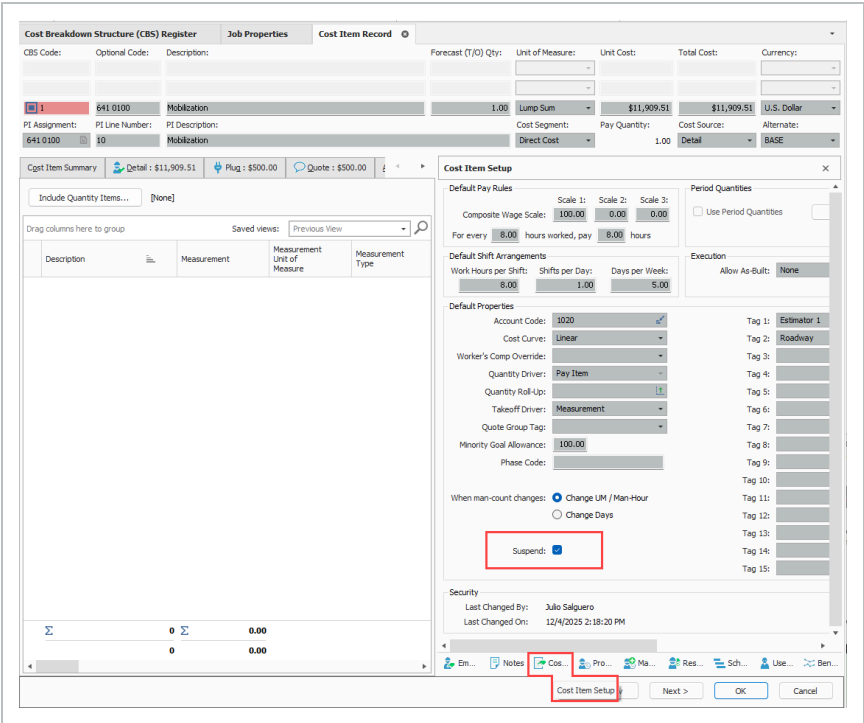 Cost Breakdown Structure (CBS) Register Job Properties Cost Item Record
CBS Code: Optional Code: Description: Forecast (T/O) Qty: Unit of Measure: Unit Cost: Total Cost: Currency:
1 641 0100 Mobilization 1.00 Lump Sum $11,909.51 $11,909.51 U.S. Dollar
PI Assignment: PI Line Number: PI Description: Cost Segment: Pay Quantity: Cost Source: Alternate:
641 0100 10 Mobilization Direct Cost 1.00 Detail BASE
Cost Item Summary Detail : $11,909.51 Plug : $500.00 Quote : $500.00
Include Quantity Items... [None]
Drag columns here to group Saved views: Previous View
Description Measurement Measurement Unit of Measure Measurement Type
Σ 0 Σ 0.00
0 0.00
Cost Item Setup
Default Pay Rules Period Quantities
Scale 1: Scale 2: Scale 3:
Composite Wage Scale: 100.00 0.00 0.00 Use Period Quantities
For every 8.00 hours worked, pay 8.00 hours
Default Shift Arrangements Execution
Work Hours per Shift: Shifts per Day: Days per Week: Allow As-Built: None
8.00 1.00 5.00
Default Properties
Account Code: 1020 Tag 1: Estimator 1
Cost Curve: Linear Tag 2: Roadway
Worker's Comp Override: Tag 3:
Quantity Driver: Pay Item Tag 4:
Quantity Roll-Up: Tag 5:
Takeoff Driver: Measurement Tag 6:
Quote Group Tag: Tag 7:
Minority Goal Allowance: 100.00 Tag 8:
Phase Code: Tag 9:
Tag 10:
When man-count changes: Change UM / Man-Hour Tag 11:
Change Days Tag 12:
Tag 13:
Suspend: Tag 14:
Tag 15:
Security
Last Changed By: Julio Salguero
Last Changed On: 12/4/2025 2:18:20 PM
Em... Notes Cos... Pro... Ma... Res... Sch... Use... Ben...
Cost Item Setup Next > OK Cancel